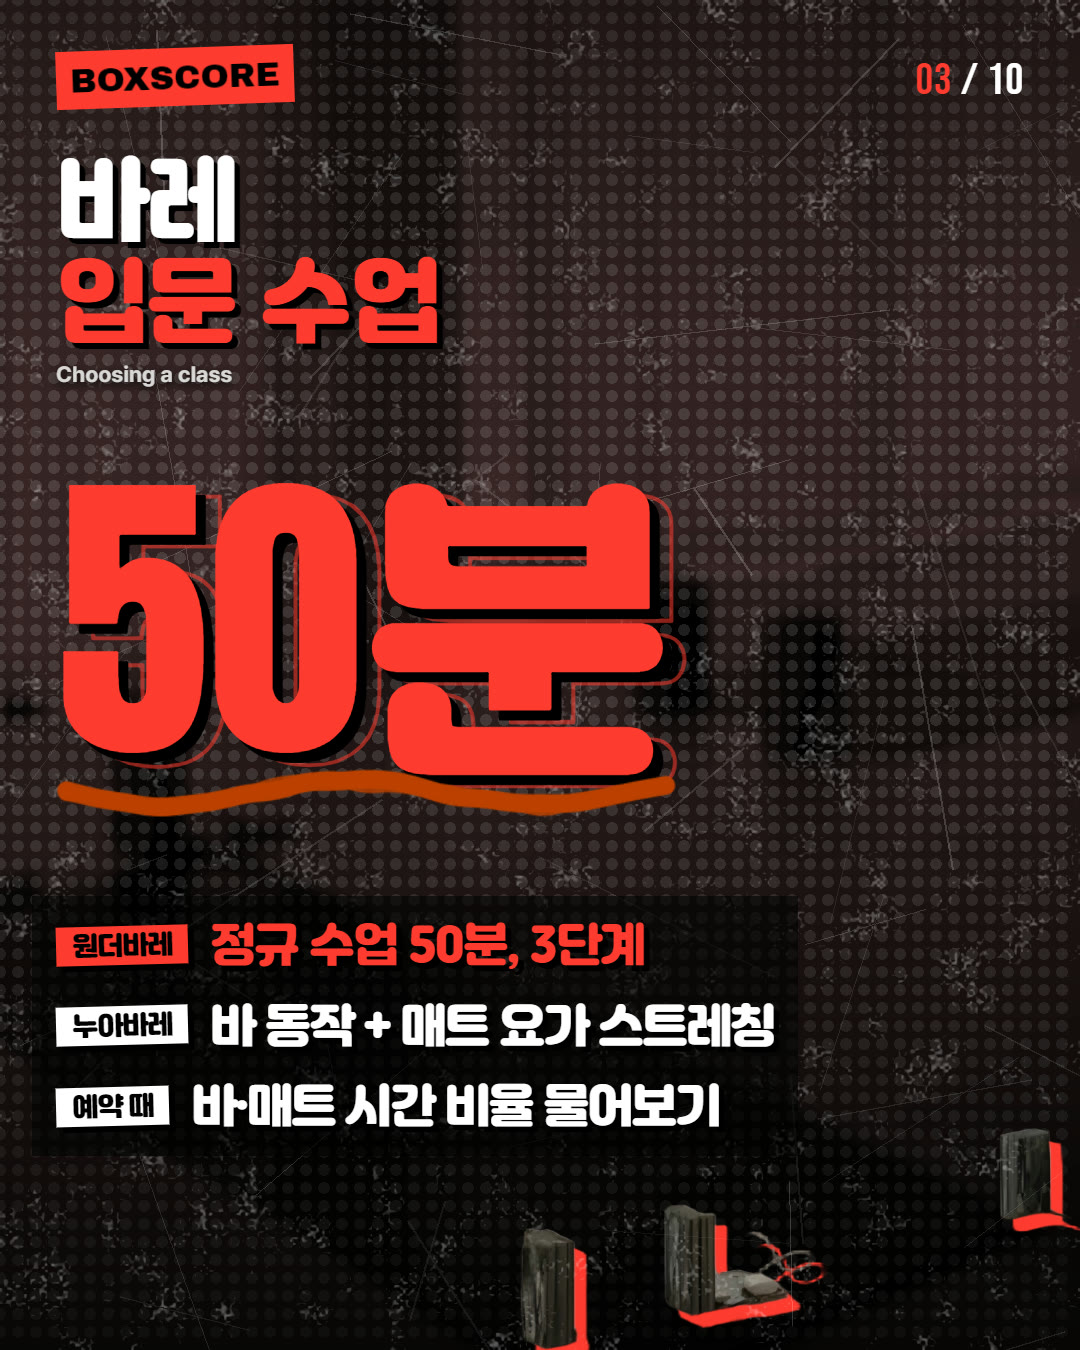 BOXSCORE
03 / 10
바레
입문 수업
Choosing a class
50분
원더바레 정규 수업 50분, 3단계
누아바레 바 동작 + 매트 요가 스트레칭
예약 때 바·매트 시간 비율 물어보기